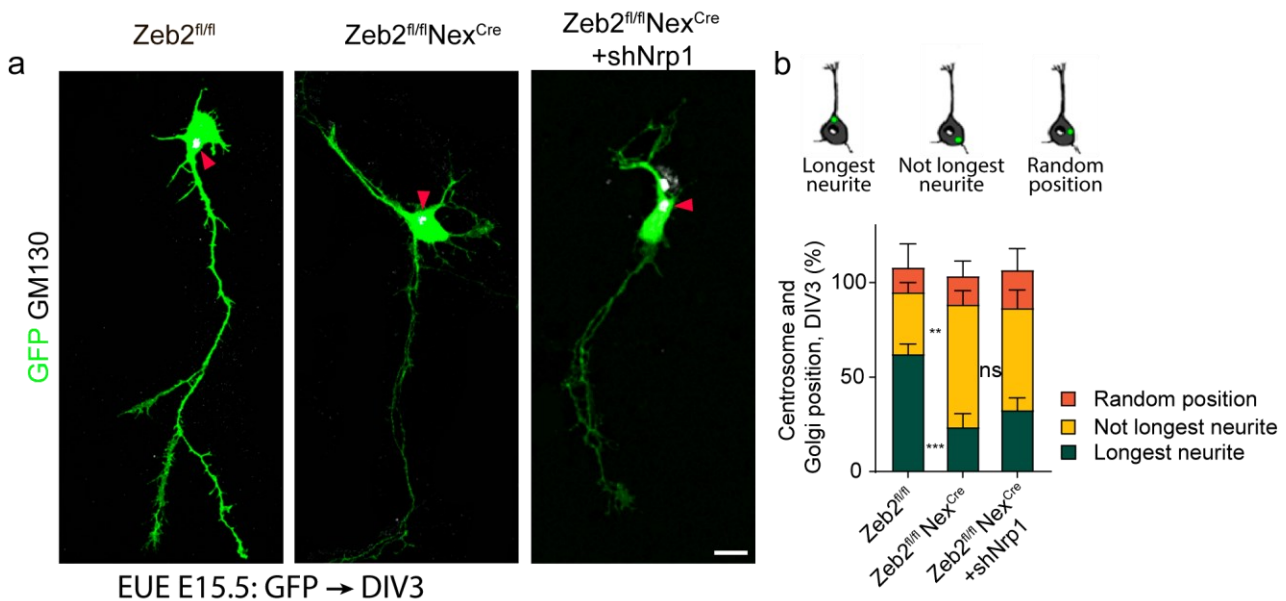 a
Zeb2fl/fl
Zeb2fl/flNexCre
Zeb2fl/flNexCre
+shNrp1
GFP GM130
EUE E15.5: GFP → DIV3
b
Longest
neurite
Not longest
neurite
Random
position
Centrosome and
Golgi position, DIV3 (%)
100
50
0
**
***
ns
Random position
Not longest neurite
Longest neurite
Zeb2fl/fl
Zeb2fl/fl NexCre
Zeb2fl/fl NexCre
+shNrp1